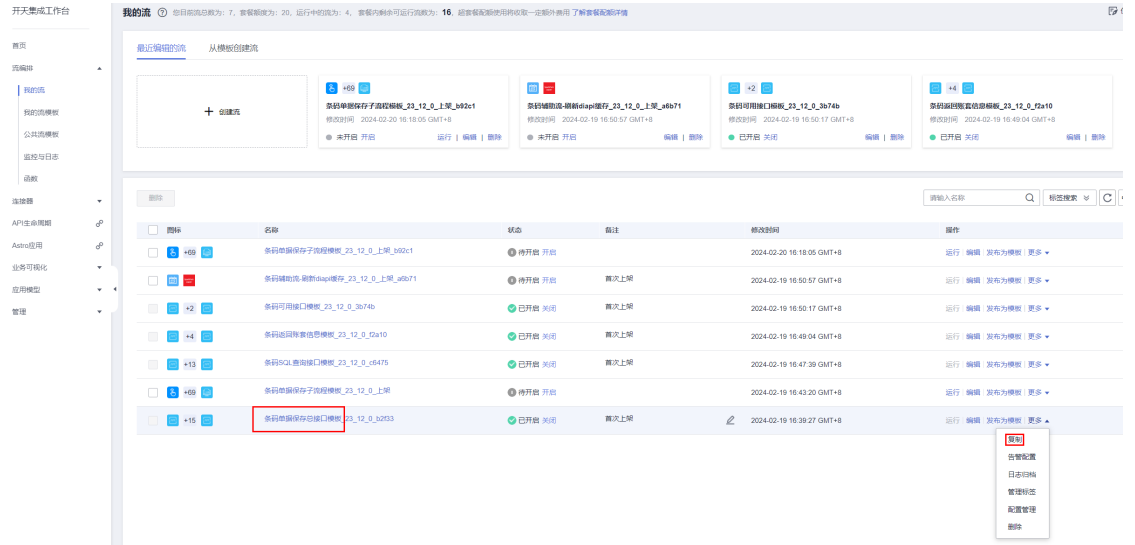 开天集成工作台
我的流 您目前流总数为：7，套餐额度为：20，运行中的流为：4， 套餐内剩余可运行流数为：16，超套餐配额使用将收取一定额外费用 了解套餐配额详情
首页
流编排
我的流
我的流模板
公共流模板
监控与日志
函数
连接器
API生命周期
Astro应用
业务可视化
应用模型
管理
最近编辑的流 从模板创建流
+ 创建流
+69
条码单据保存子流程模板_23_12_0_上架_b92c1
修改时间 2024-02-20 16:18:05 GMT+8
未开启 开启 运行 | 编辑 | 删除
条码辅助流-刷新diapi缓存_23_12_0_上架_a6b71
修改时间 2024-02-19 16:50:57 GMT+8
未开启 开启 编辑 | 删除
+2
条码可用接口模板_23_12_0_3b74b
修改时间 2024-02-19 16:50:17 GMT+8
已开启 关闭 编辑 | 删除
+4
条码返回账套信息模板_23_12_0_f2a10
修改时间 2024-02-19 16:49:04 GMT+8
已开启 关闭 编辑 | 删除
删除 请输入名称 标签搜索
图标 名称 状态 备注 修改时间 操作
+69 条码单据保存子流程模板_23_12_0_上架_b92c1 待开启 开启 2024-02-20 16:18:05 GMT+8 运行 编辑 发布为模板 更多
条码辅助流-刷新diapi缓存_23_12_0_上架_a6b71 待开启 开启 首次上架 2024-02-19 16:50:57 GMT+8 运行 编辑 发布为模板 更多
+2 条码可用接口模板_23_12_0_3b74b 已开启 关闭 首次上架 2024-02-19 16:50:17 GMT+8 运行 编辑 发布为模板 更多
+4 条码返回账套信息模板_23_12_0_f2a10 已开启 关闭 首次上架 2024-02-19 16:49:04 GMT+8 运行 编辑 发布为模板 更多
+13 条码SQL查询接口模板_23_12_0_c6475 已开启 关闭 首次上架 2024-02-19 16:47:39 GMT+8 运行 编辑 发布为模板 更多
+69 条码单据保存子流程模板_23_12_0_上架 待开启 开启 首次上架 2024-02-19 16:43:20 GMT+8 运行 编辑 发布为模板 更多
+15 条码单据保存总接口模板_23_12_0_b2f33 已开启 关闭 首次上架 2024-02-19 16:39:27 GMT+8 运行 编辑 发布为模板 更多
复制
告警配置
日志归档
管理标签
配置管理
删除